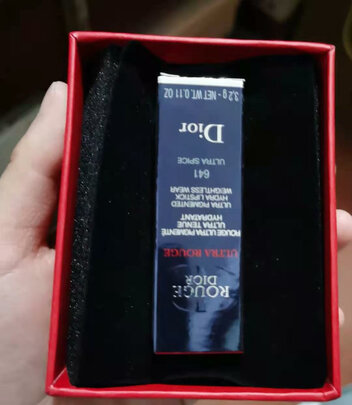 ROUGE
DIOR
ULTRA ROUGE
ROUGE ULTRA PIGMENTÉ
ULTRA TENUE
HYDRATANT
ULTRA PIGMENTED
HYDRA LIPSTICK
WEIGHTLESS WEAR
641
ULTRA SPICE
Dior
3.2 g - NET WT. 0.11 OZ